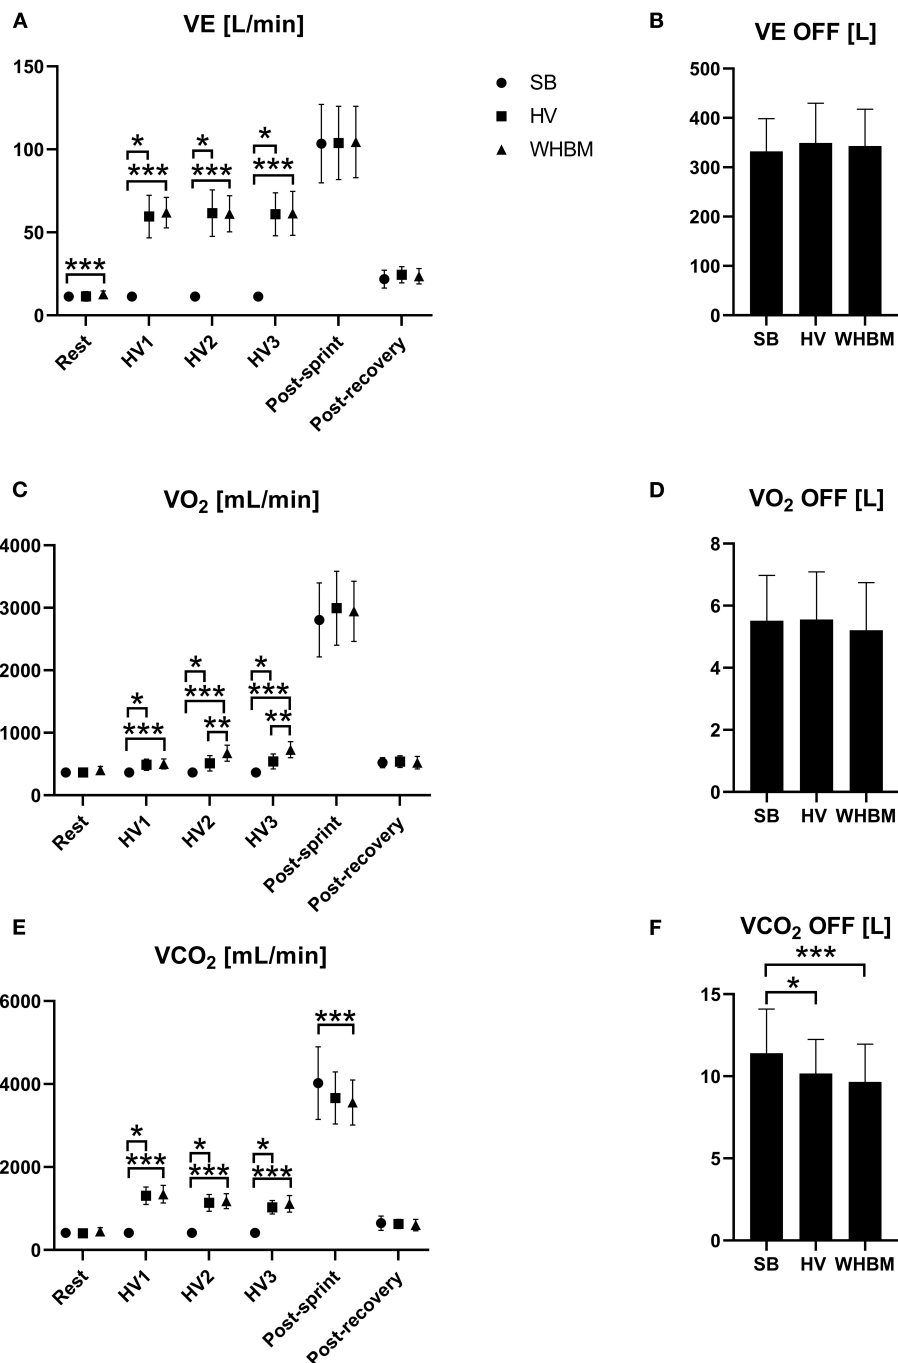 A
VE [L/min]
150
100
50
0
*
***
*
***
*
***
***
Rest
HV1
HV2
HV3
Post-sprint
Post-recovery
SB
HV
WHBM
B
VE OFF [L]
500
400
300
200
100
0
SB HV WHBM
C
VO₂ [mL/min]
4000
3000
2000
1000
0
*
***
*
***
**
*
***
**
Rest
HV1
HV2
HV3
Post-sprint
Post-recovery
D
VO₂ OFF [L]
8
6
4
2
0
SB HV WHBM
E
VCO₂ [mL/min]
6000
4000
2000
0
*
***
*
***
*
***
***
Rest
HV1
HV2
HV3
Post-sprint
Post-recovery
F
VCO₂ OFF [L]
***
*
15
10
5
0
SB HV WHBM